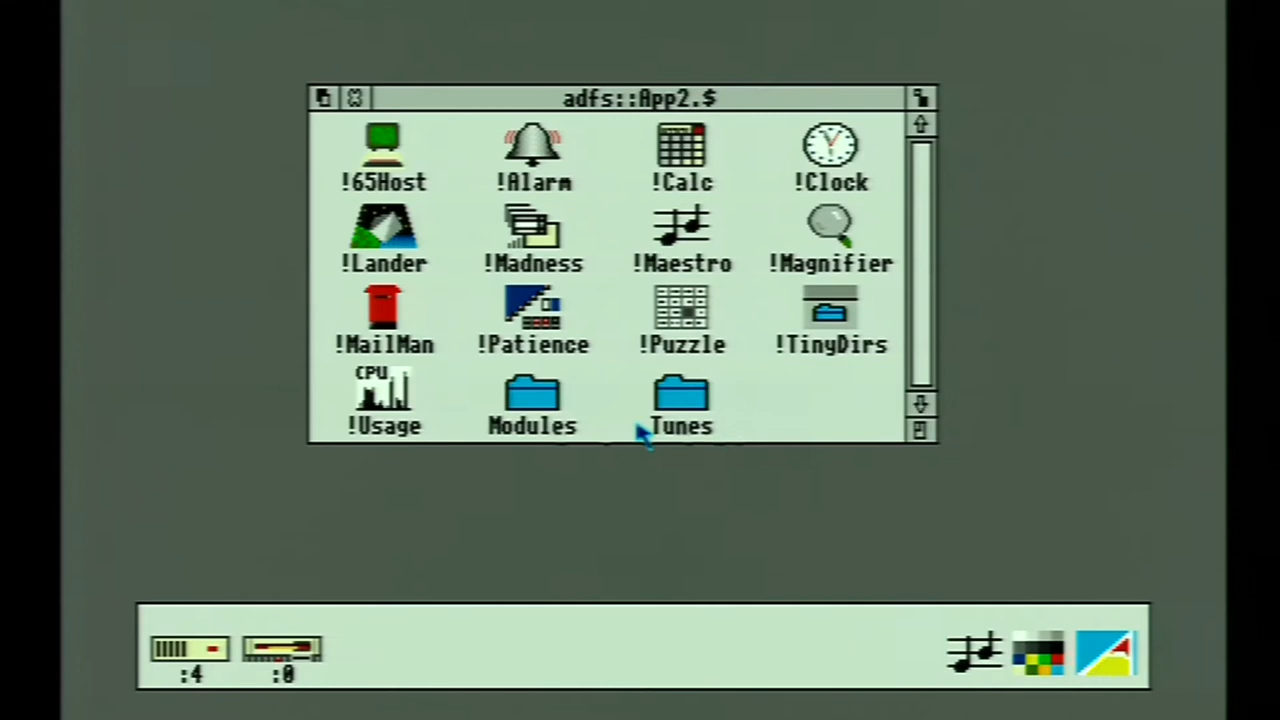 adfs::App2.$
!65Host !Alarm !Calc !Clock
!Lander !Madness !Maestro !Magnifier
!MailMan !Patience !Puzzle !TinyDirs
CPU
!Usage Modules Tunes
:4 :0